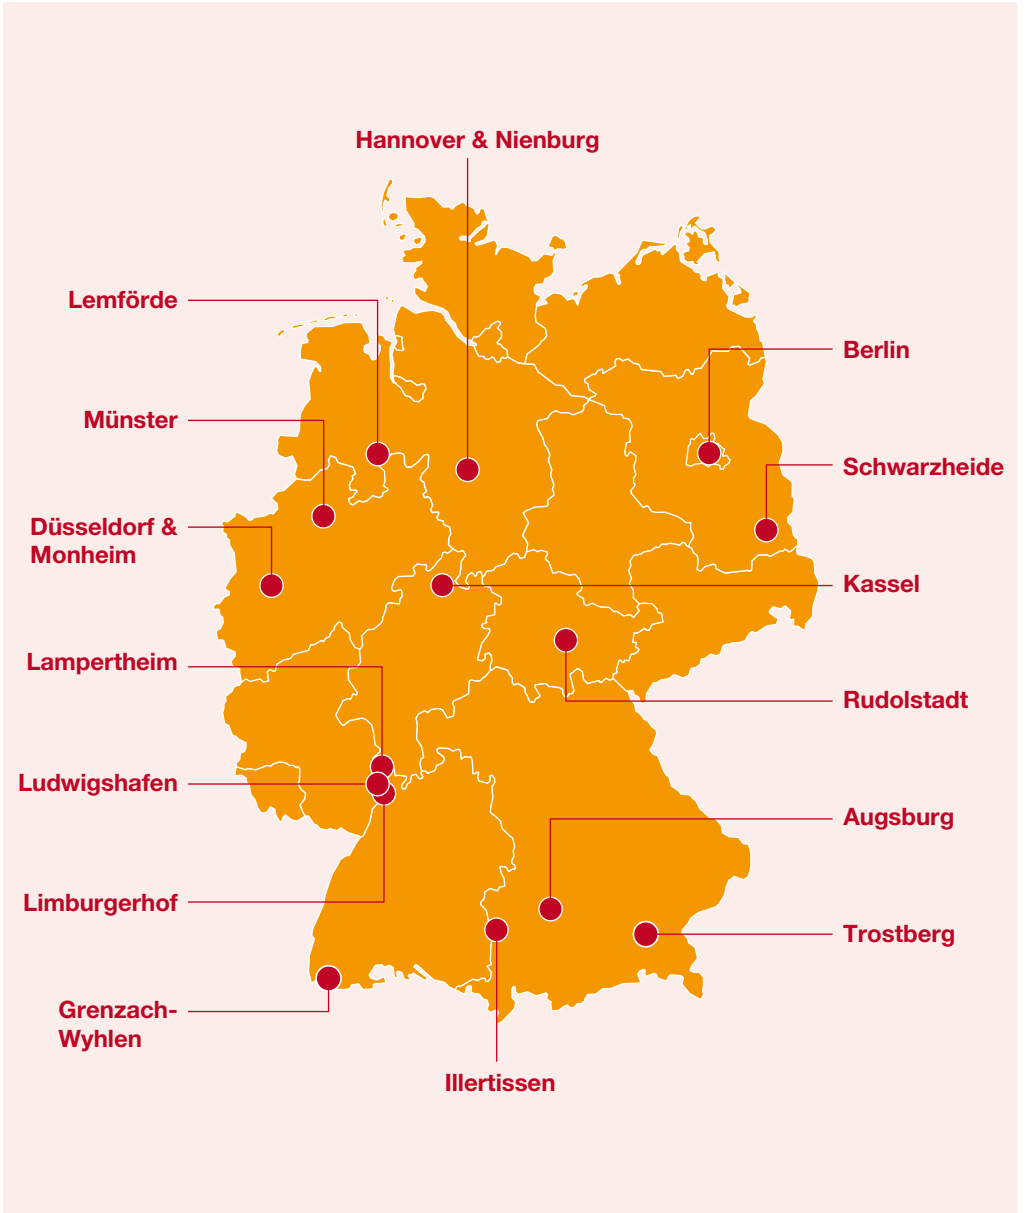 Hannover & Nienburg
Lemförde
Berlin
Münster
Schwarzheide
Düsseldorf &
Monheim
Kassel
Lampertheim
Rudolstadt
Ludwigshafen
Augsburg
Limburgerhof
Trostberg
Grenzach-
Wyhlen
Illertissen